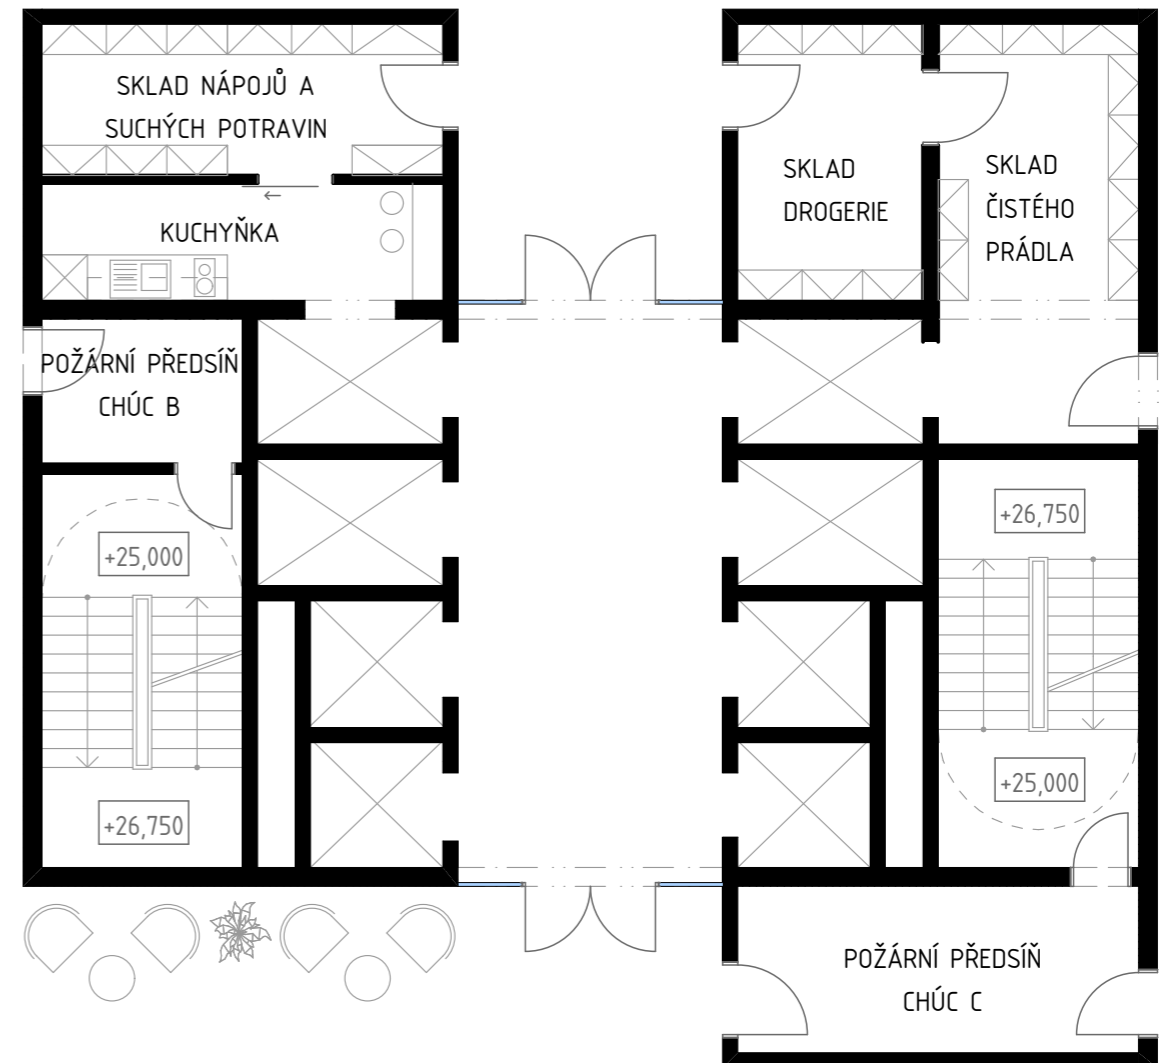 SKLAD NÁPOJŮ A
SUCHÝCH POTRAVIN
KUCHYŇKA
SKLAD
DROGERIE
SKLAD
ČISTÉHO
PRÁDLA
POŽÁRNÍ PŘEDSÍŇ
CHÚC B
+25,000
+26,750
+26,750
+25,000
POŽÁRNÍ PŘEDSÍŇ
CHÚC C